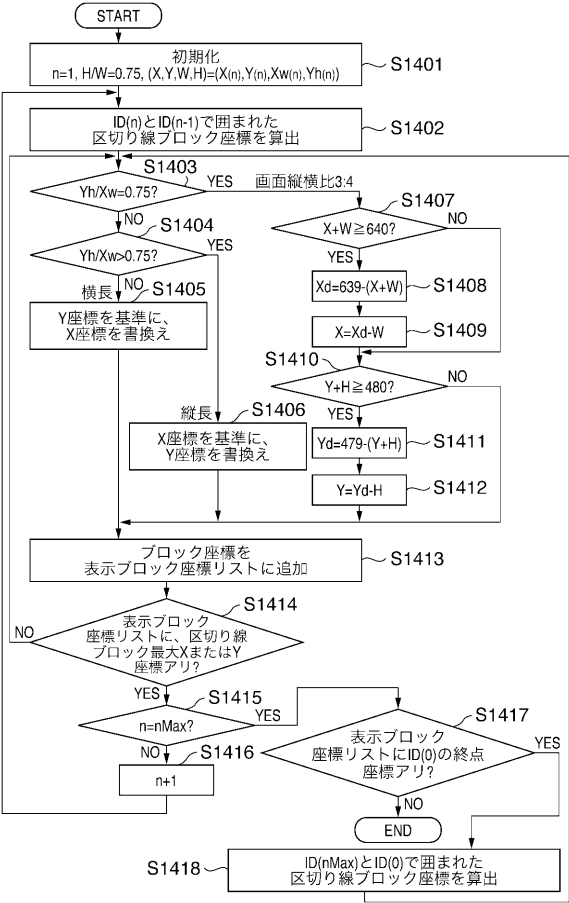 START
初期化
n=1, H/W=0.75, (X,Y,W,H)=(X(n),Y(n),Xw(n),Yh(n))
S1401
ID(n)とID(n-1)で囲まれた
区切り線ブロック座標を算出
S1402
S1403
Yh/Xw=0.75?
YES
画面縦横比3:4
NO
S1404
Yh/Xw>0.75?
YES
NO
S1407
X+W≧640?
NO
YES
Xd=639-(X+W)
S1408
X=Xd-W
S1409
横長
S1405
Y座標を基準に、
X座標を書換え
S1410
Y+H≧480?
NO
YES
縦長
S1406
X座標を基準に、
Y座標を書換え
Yd=479-(Y+H)
S1411
Y=Yd-H
S1412
ブロック座標を
表示ブロック座標リストに追加
S1413
S1414
表示ブロック
座標リストに、区切り線
ブロック最大XまたはY
座標アリ?
NO
YES
S1415
n=nMax?
YES
NO
S1416
n+1
S1417
表示ブロック
座標リストにID(0)の終点
座標アリ?
YES
NO
END
S1418
ID(nMax)とID(0)で囲まれた
区切り線ブロック座標を算出